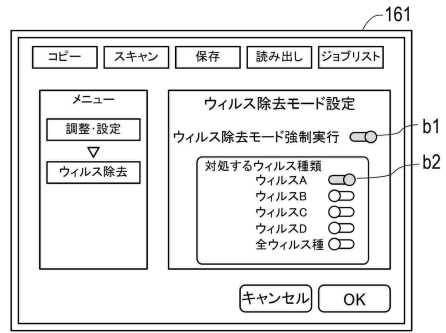 161
コピー スキャン 保存 読み出し ジョブリスト
メニュー
調整・設定
ウィルス除去
ウィルス除去モード設定
ウィルス除去モード強制実行
b1
対処するウィルス種類
ウィルスA
b2
ウィルスB
ウィルスC
ウィルスD
全ウィルス種
キャンセル OK